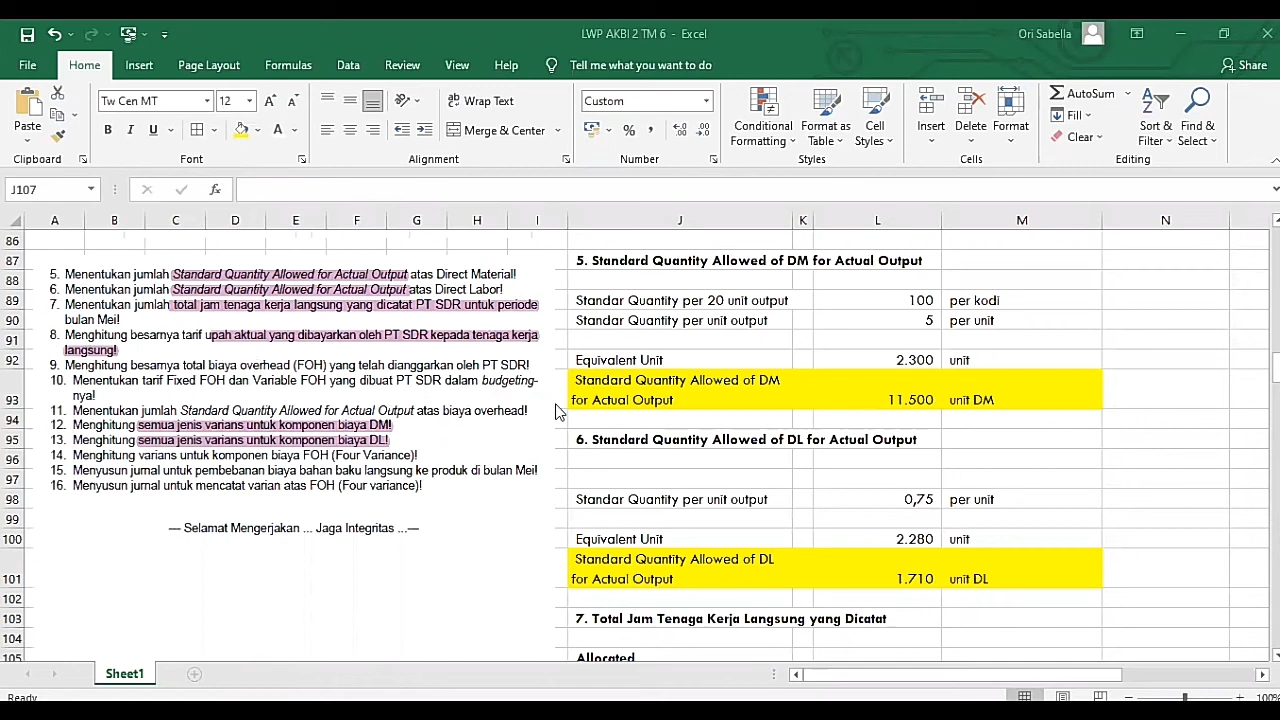 LWP AKBI 2 TM 6 - Excel
Ori Sabella
File Home Insert Page Layout Formulas Data Review View Help Tell me what you want to do Share
Paste
Tw Cen MT 12
B I U
Wrap Text
Merge & Center
Custom
Conditional Formatting
Format as Table
Cell Styles
Insert Delete Format
AutoSum
Fill
Clear
Sort & Filter
Find & Select
Clipboard Font Alignment Number Styles Cells Editing
J107 fx
A B C D E F G H I J K L M N
86
87
88
89
90
91
92
93
94
95
96
97
98
99
100
101
102
103
104
105
5. Menentukan jumlah Standard Quantity Allowed for Actual Output atas Direct Material!
6. Menentukan jumlah Standard Quantity Allowed for Actual Output atas Direct Labor!
7. Menentukan jumlah total jam tenaga kerja langsung yang dicatat PT SDR untuk periode
bulan Mei!
8. Menghitung besarnya tarif upah aktual yang dibayarkan oleh PT SDR kepada tenaga kerja
langsung!
9. Menghitung besarnya total biaya overhead (FOH) yang telah dianggarkan oleh PT SDR!
10. Menentukan tarif Fixed FOH dan Variable FOH yang dibuat PT SDR dalam budgeting-
nya!
11. Menentukan jumlah Standard Quantity Allowed for Actual Output atas biaya overhead!
12. Menghitung semua jenis varians untuk komponen biaya DM!
13. Menghitung semua jenis varians untuk komponen biaya DL!
14. Menghitung varians untuk komponen biaya FOH (Four Variance)!
15. Menyusun jurnal untuk pembebanan biaya bahan baku langsung ke produk di bulan Mei!
16. Menyusun jurnal untuk mencatat varian atas FOH (Four variance)!
--- Selamat Mengerjakan ... Jaga Integritas ...---
5. Standard Quantity Allowed of DM for Actual Output
Standar Quantity per 20 unit output 100 per kodi
Standar Quantity per unit output 5 per unit
Equivalent Unit 2.300 unit
Standard Quantity Allowed of DM
for Actual Output 11.500 unit DM
6. Standard Quantity Allowed of DL for Actual Output
Standar Quantity per unit output 0,75 per unit
Equivalent Unit 2.280 unit
Standard Quantity Allowed of DL
for Actual Output 1.710 unit DL
7. Total Jam Tenaga Kerja Langsung yang Dicatat
Allocated
Sheet1
Ready
100%